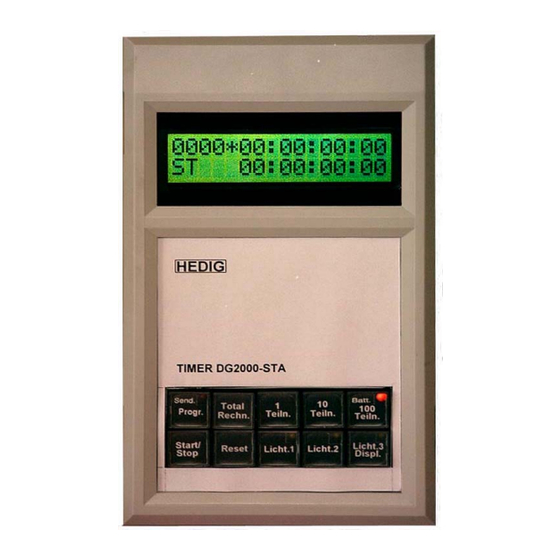 0000*00:00:00:00
ST 00:00:00:00
HEDIG
TIMER DG2000-STA
Send. Progr.
Total Rechn.
1 Teiln.
10 Teiln.
Batt. 100 Teiln.
Start/ Stop
Reset
Licht.1
Licht.2
Licht.3 Displ.